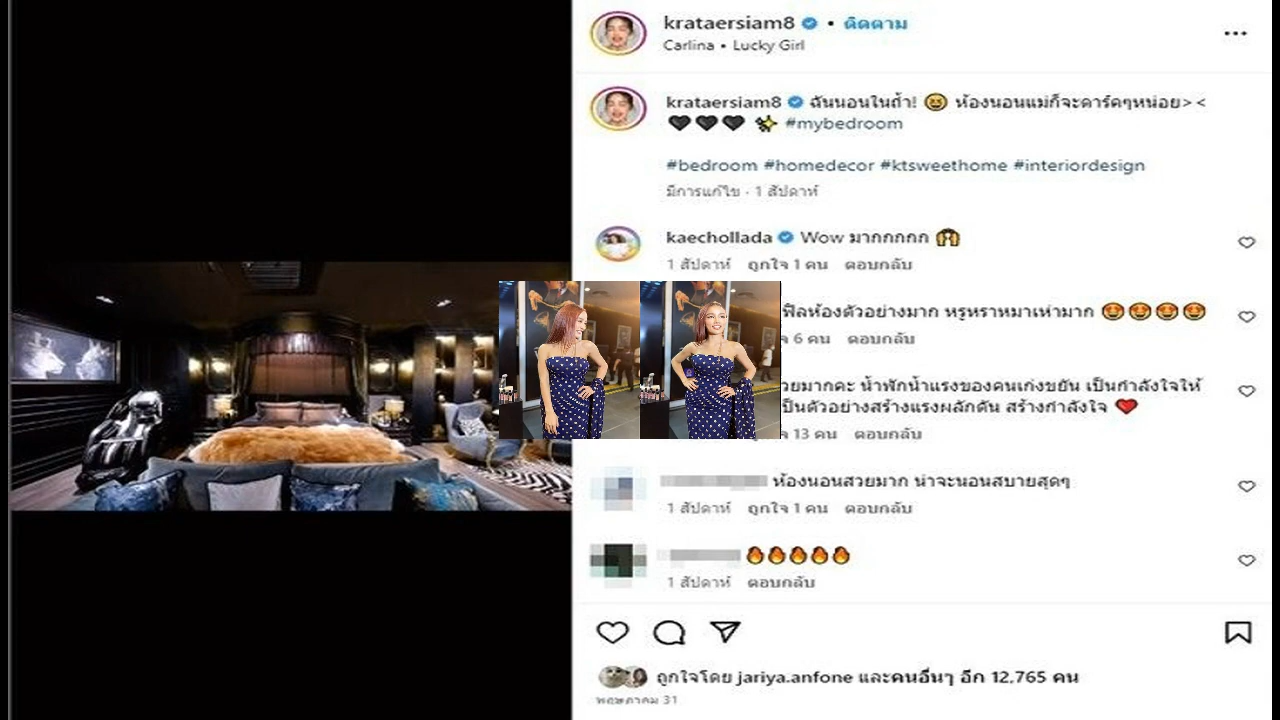 krataersiam8 • ติดตาม
Carlina • Lucky Girl
krataersiam8 ฉันนอนในถ้ำ! 😆 ห้องนอนแม่ก็จะดาร์คๆหน่อย> <
🖤🖤🖤 ✨ #mybedroom
#bedroom #homedecor #ktsweethome #interiordesign
มีการแก้ไข · 1 สัปดาห์
kaechollada Wow มากกกกก 🙌
1 สัปดาห์ ถูกใจ 1 คน ตอบกลับ
ฟีลห้องตัวอย่างมาก หรูหราหมาเห่ามาก 🤩🤩🤩🤩
6 คน ตอบกลับ
วยมากคะ น้ำพักน้ำแรงของคนเก่งขยัน เป็นกำลังใจให้
ป็นตัวอย่างสร้างแรงผลักดัน สร้างกำลังใจ ❤️
13 คน ตอบกลับ
ห้องนอนสวยมาก น่าจะนอนสบายสุดๆ
1 สัปดาห์ ถูกใจ 1 คน ตอบกลับ
🔥🔥🔥🔥🔥
1 สัปดาห์ ตอบกลับ
ถูกใจโดย jariya.anfone และคนอื่นๆ อีก 12,765 คน
พฤษภาคม 31